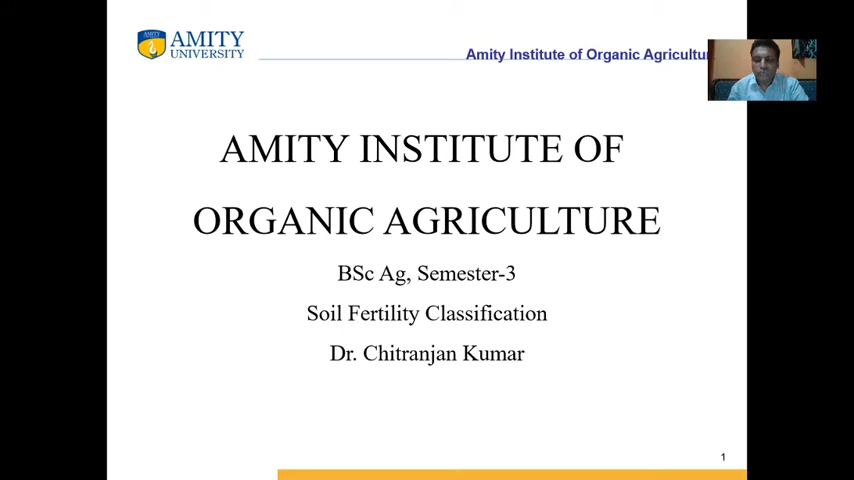 AMITY
UNIVERSITY
Amity Institute of Organic
AMITY INSTITUTE OF
ORGANIC AGRICULTURE
BSc Ag, Semester-3
Soil Fertility Classification
Dr. Chitranjan Kumar
1